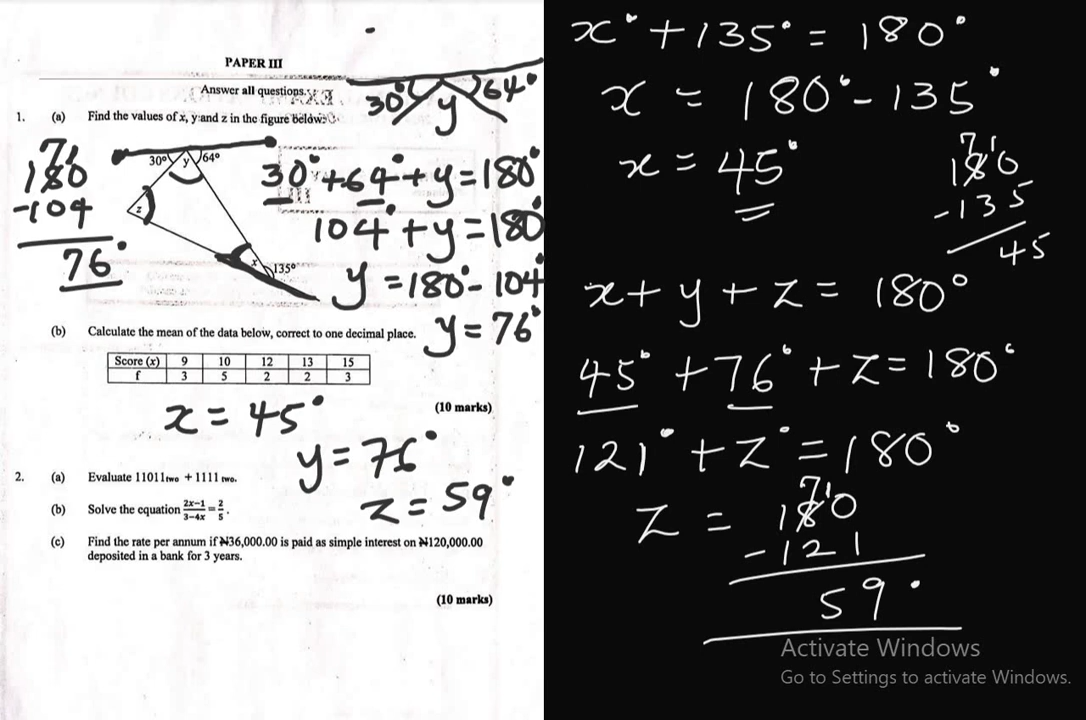 PAPER III
Answer all questions.
30° y 64°
1. (a) Find the values of x, y and z in the figure below:
30° y 64°
z
x 135°
71
180
-104
76°
30° + 64° + y = 180°
104° + y = 180°
y = 180° - 104°
y = 76°
(b) Calculate the mean of the data below, correct to one decimal place.
Score (x) 9 10 12 13 15
f 3 5 2 2 3
(10 marks)
x = 45°
y = 76°
z = 59°
2. (a) Evaluate 11011two + 1111 two.
(b) Solve the equation 2x-1/3-4x = 2/5.
(c) Find the rate per annum if ₦36,000.00 is paid as simple interest on ₦120,000.00
deposited in a bank for 3 years.
(10 marks)
x° + 135° = 180°
x = 180° - 135°
x = 45°
71
180
-135
45
x + y + z = 180°
45° + 76° + z = 180°
121° + z° = 180°
71
z = 180
-121
59°
Activate Windows
Go to Settings to activate Windows.